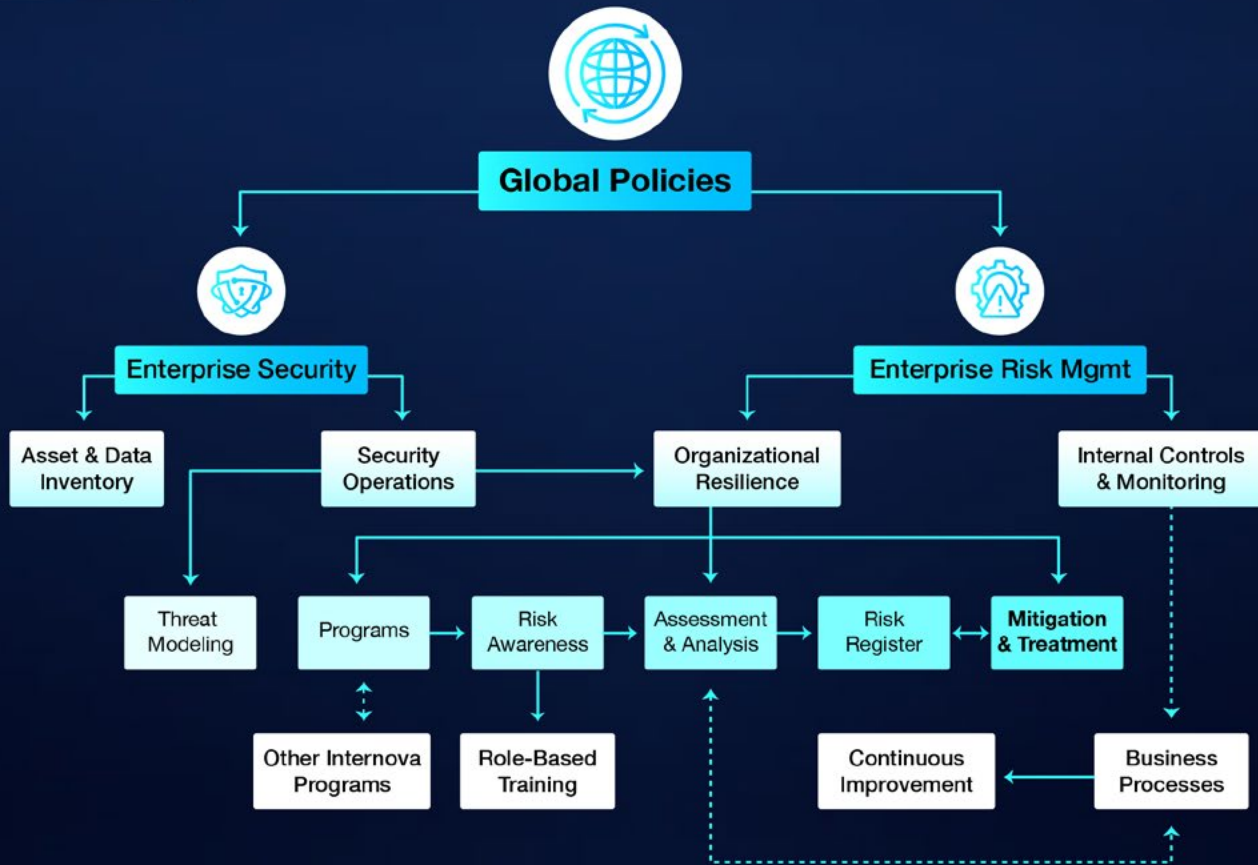 Global Policies
Enterprise Security
Enterprise Risk Mgmt
Asset & Data
Inventory
Security
Operations
Organizational
Resilience
Internal Controls
& Monitoring
Threat
Modeling
Programs
Risk
Awareness
Assessment
& Analysis
Risk
Register
Mitigation
& Treatment
Other Internova
Programs
Role-Based
Training
Continuous
Improvement
Business
Processes